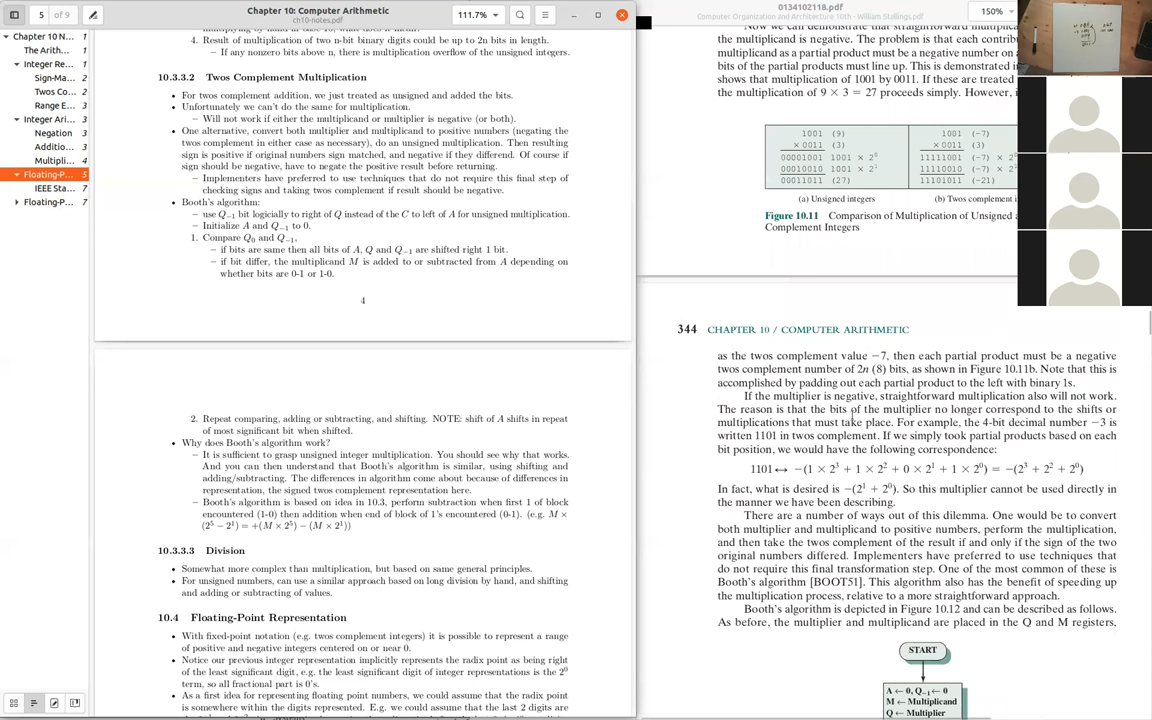 5 of 9
Chapter 10: Computer Arithmetic
ch10-notes.pdf
111.7%
0134102118.pdf
Computer Organization and Architecture 10th - William Stallings.pdf
150%
Chapter 10 N... 1
The Arith... 1
Integer Re... 1
Sign-Ma... 2
Twos Co... 2
Range E... 3
Integer Ari... 3
Negation 3
Additio... 3
Multipli... 4
Floating-P... 5
IEEE Sta... 7
Floating-P... 7
4. Result of multiplication of two n-bit binary digits could be up to 2n bits in length.
– If any nonzero bits above n, there is multiplication overflow of the unsigned integers.
10.3.3.2 Twos Complement Multiplication
• For twos complement addition, we just treated as unsigned and added the bits.
• Unfortunately we can't do the same for multiplication.
– Will not work if either the multiplicand or multiplier is negative (or both).
• One alternative, convert both multiplier and multiplicand to positive numbers (negating the
twos complement in either case as necessary), do an unsigned multiplication. Then resulting
sign is positive if original numbers sign matched, and negative if they differend. Of course if
sign should be negative, have to negate the positive result before returning.
– Implementers have preferred to use techniques that do not require this final step of
checking signs and taking twos complement if result should be negative.
• Booth's algorithm:
– use Q₋₁ bit logicially to right of Q instead of the C to left of A for unsigned multiplication.
– Initialize A and Q₋₁ to 0.
1. Compare Q₀ and Q₋₁,
– if bits are same then all bits of A, Q and Q₋₁ are shifted right 1 bit.
– if bit differ, the multiplicand M is added to or subtracted from A depending on
whether bits are 0-1 or 1-0.
4
2. Repeat comparing, adding or subtracting, and shifting. NOTE: shift of A shifts in repeat
of most significant bit when shifted.
• Why does Booth's algorithm work?
– It is sufficient to grasp unsigned integer multiplication. You should see why that works.
And you can then understand that Booth's algorithm is similar, using shifting and
adding/subtracting. The differences in algorithm come about because of differences in
representation, the signed twos complement representation here.
– Booth's algorithm is based on idea in 10.3, perform subtraction when first 1 of block
encountered (1-0) then addition when end of block of 1's encountered (0-1). (e.g. M ×
(2⁵ − 2¹) = +(M × 2⁵) − (M × 2¹))
10.3.3.3 Division
• Somewhat more complex than multiplication, but based on same general principles.
• For unsigned numbers, can use a similar approach based on long division by hand, and shifting
and adding or subtracting of values.
10.4 Floating-Point Representation
• With fixed-point notation (e.g. twos complement integers) it is possible to represent a range
of positive and negative integers centered on or near 0.
• Notice our previous integer representation implicitly represents the radix point as being right
of the least significant digit, e.g. the least significant digit of integer representations is the 2⁰
term, so all fractional part is 0's.
• As a first idea for representing floating point numbers, we could assume that the radix point
is somewhere within the digits represented. E.g. we could assume that the last 2 digits are
the multiplicand is negative. The problem is that each contrib
multiplicand as a partial product must be a negative number on
bits of the partial products must line up. This is demonstrated in
shows that multiplication of 1001 by 0011. If these are treated
the multiplication of 9 × 3 = 27 proceeds simply. However, i
1001 (9)
× 0011 (3)
00001001 1001 × 2⁰
00010010 1001 × 2¹
00011011 (27)
(a) Unsigned integers
1001 (−7)
× 0011 (3)
11111001 (−7) × 2⁰
11110010 (−7) × 2¹
11101011 (−21)
(b) Twos complement i
Figure 10.11 Comparison of Multiplication of Unsigned a
Complement Integers
344 CHAPTER 10 / COMPUTER ARITHMETIC
as the twos complement value −7, then each partial product must be a negative
twos complement number of 2n (8) bits, as shown in Figure 10.11b. Note that this is
accomplished by padding out each partial product to the left with binary 1s.
If the multiplier is negative, straightforward multiplication also will not work.
The reason is that the bits of the multiplier no longer correspond to the shifts or
multiplications that must take place. For example, the 4-bit decimal number −3 is
written 1101 in twos complement. If we simply took partial products based on each
bit position, we would have the following correspondence:
1101 ↔ −(1 × 2³ + 1 × 2² + 0 × 2¹ + 1 × 2⁰) = −(2³ + 2² + 2⁰)
In fact, what is desired is −(2¹ + 2⁰). So this multiplier cannot be used directly in
the manner we have been describing.
There are a number of ways out of this dilemma. One would be to convert
both multiplier and multiplicand to positive numbers, perform the multiplication,
and then take the twos complement of the result if and only if the sign of the two
original numbers differed. Implementers have preferred to use techniques that
do not require this final transformation step. One of the most common of these is
Booth's algorithm [BOOT51]. This algorithm also has the benefit of speeding up
the multiplication process, relative to a more straightforward approach.
Booth's algorithm is depicted in Figure 10.12 and can be described as follows.
As before, the multiplier and multiplicand are placed in the Q and M registers,
START
A ← 0, Q₋₁ ← 0
M ← Multiplicand
Q ← Multiplier